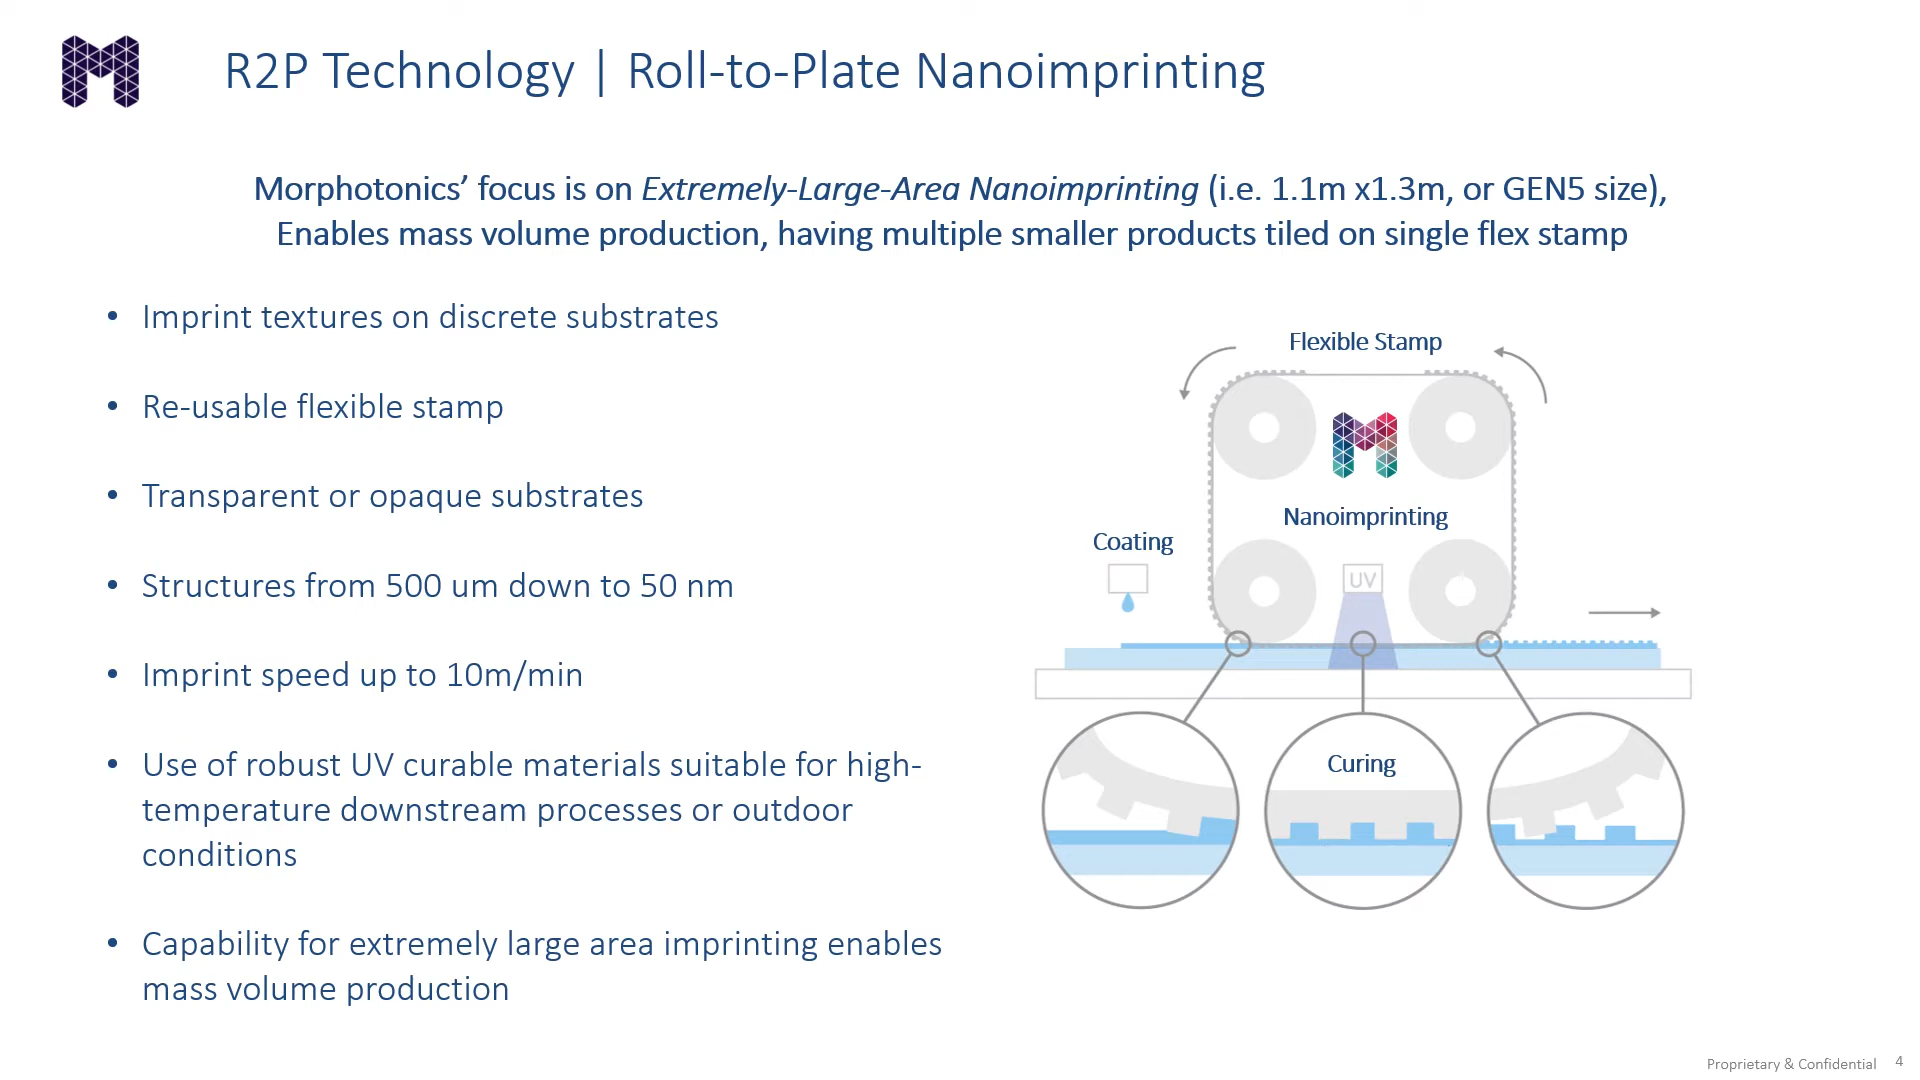 R2P Technology | Roll-to-Plate Nanoimprinting
Morphotonics’ focus is on Extremely-Large-Area Nanoimprinting (i.e. 1.1m x1.3m, or GEN5 size),
Enables mass volume production, having multiple smaller products tiled on single flex stamp
• Imprint textures on discrete substrates
• Re-usable flexible stamp
• Transparent or opaque substrates
• Structures from 500 um down to 50 nm
• Imprint speed up to 10m/min
• Use of robust UV curable materials suitable for high-
temperature downstream processes or outdoor
conditions
• Capability for extremely large area imprinting enables
mass volume production
Flexible Stamp
Nanoimprinting
Coating
UV
Curing
Proprietary & Confidential 4